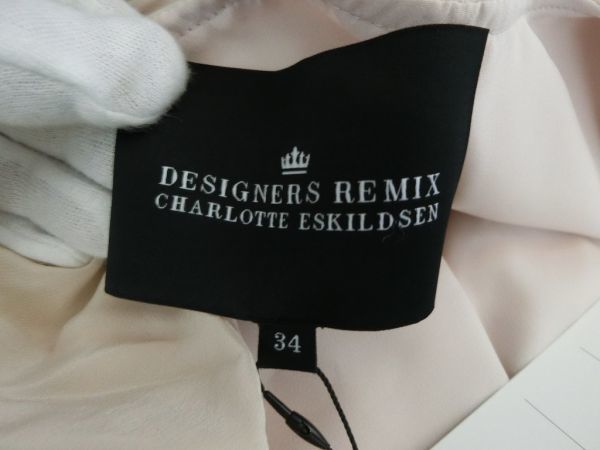 DESIGNERS REMIX
CHARLOTTE ESKILDSEN
34